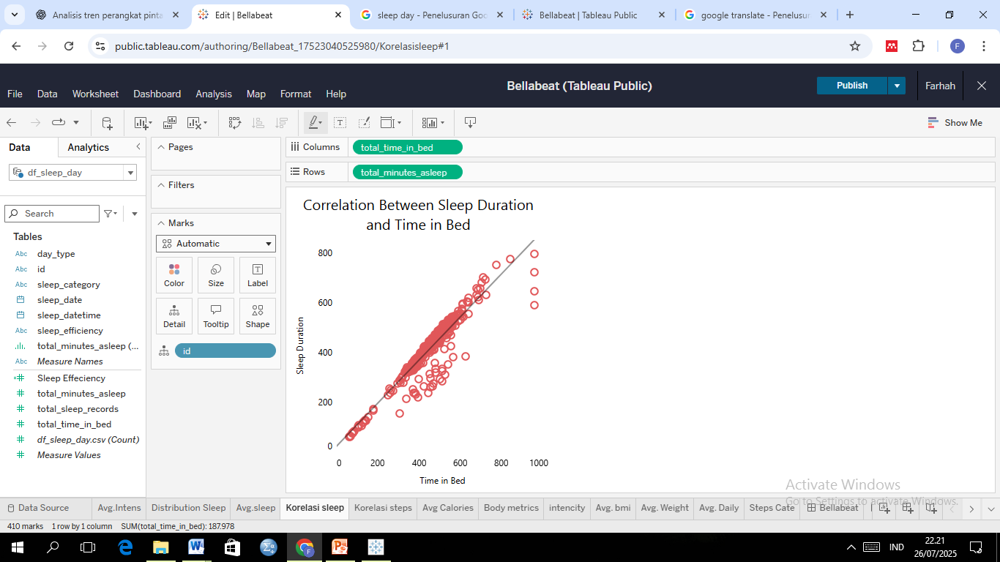 Analisis tren perangkat pinta
Edit | Bellabeat
sleep day - Penelusuran Goo
Bellabeat | Tableau Public
google translate - Penelusur
public.tableau.com/authoring/Bellabeat_17523040525980/Korelasisleep#1
F
File Data Worksheet Dashboard Analysis Map Format Help
Bellabeat (Tableau Public)
Publish
Farhah
Show Me
Data
Analytics
df_sleep_day
Search
Tables
Abc day_type
Abc id
Abc sleep_category
sleep_date
sleep_datetime
Abc sleep_efficiency
total_minutes_asleep (...
Abc Measure Names
Sleep Effeciency
total_minutes_asleep
total_sleep_records
total_time_in_bed
df_sleep_day.csv (Count)
Measure Values
Pages
Filters
Marks
Automatic
Color Size Label
Detail Tooltip Shape
id
Columns total_time_in_bed
Rows total_minutes_asleep
Correlation Between Sleep Duration
and Time in Bed
Sleep Duration
800
600
400
200
0
0 200 400 600 800 1000
Time in Bed
Activate Windows
Go to Settings to activate Windows.
Data Source Avg.Intens Distribution Sleep Avg.sleep Korelasi sleep Korelasi steps Avg Calories Body metrics intencity Avg. bmi Avg. Weight Avg. Daily Steps Cate Bellabeat
410 marks 1 row by 1 column SUM(total_time_in_bed): 187.978
IND
22.21
26/07/2025